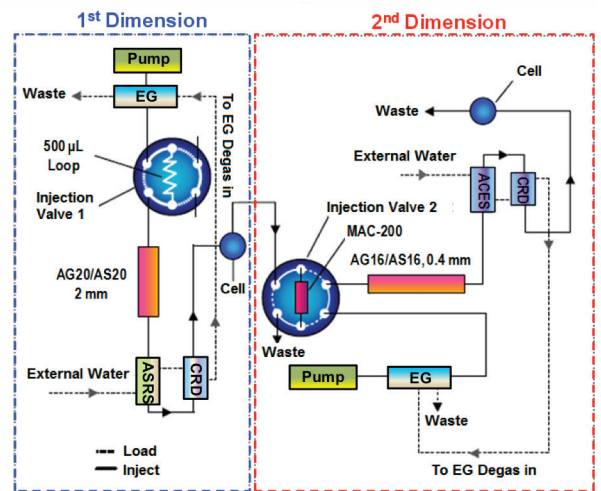 1st Dimension
Pump
Waste
EG
To EG Degas in
500 µL
Loop
Injection
Valve 1
AG20/AS20
2 mm
Cell
External Water
ASRS
CRD
Load
Inject
2nd Dimension
Cell
Waste
External Water
ACES
CRD
Injection Valve 2
MAC-200
AG16/AS16, 0.4 mm
Waste
Pump
EG
Waste
To EG Degas in